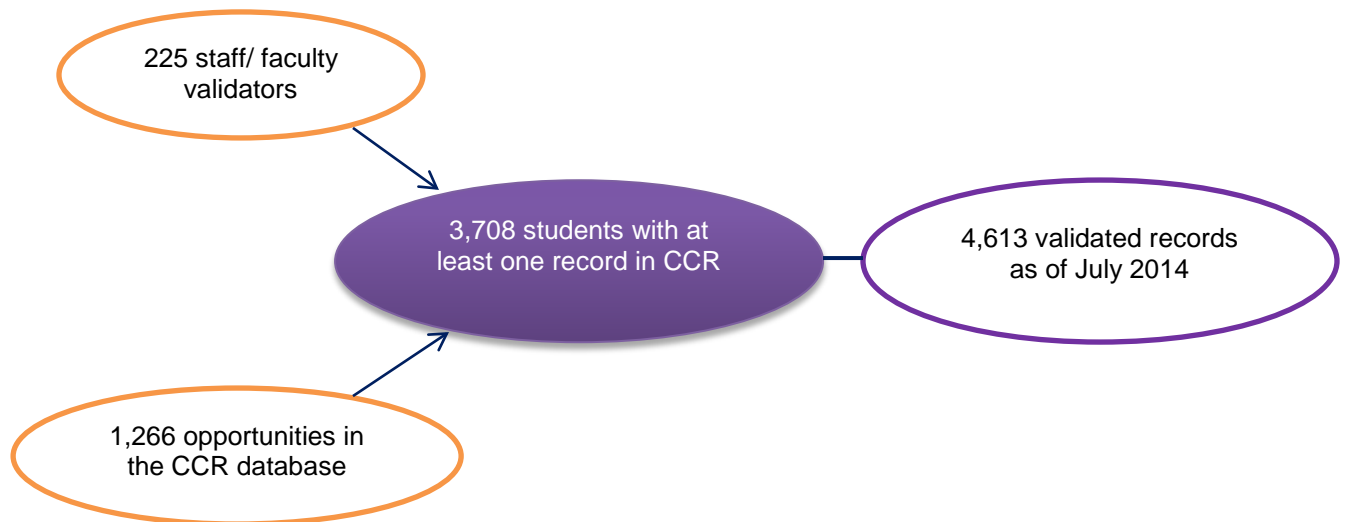 225 staff/ faculty
validators
3,708 students with at
least one record in CCR
4,613 validated records
as of July 2014
1,266 opportunities in
the CCR database